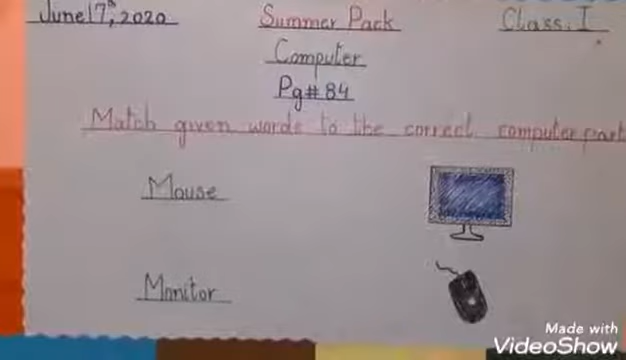 June 17th, 2020 Summer Pack Class: I
Computer
Pg# 84
Match given words to the correct computer part
Mouse
Monitor
Made with
VideoShow